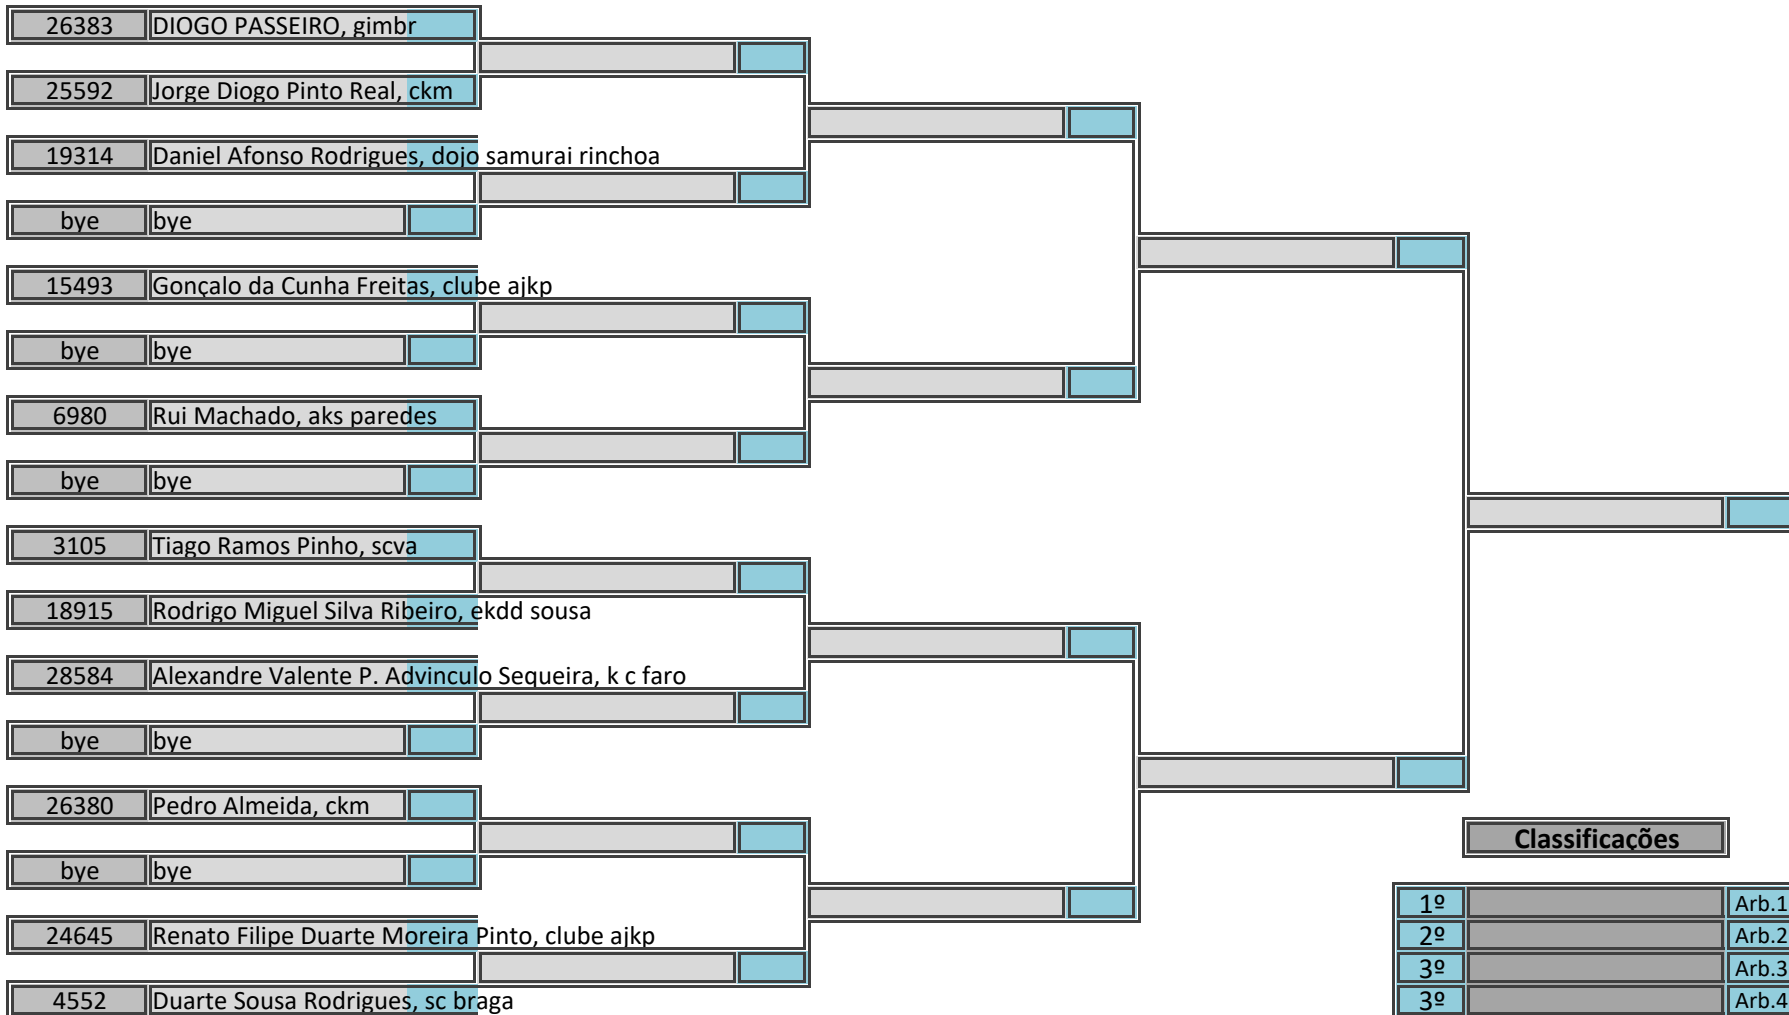 26383 DIOGO PASSEIRO, gimbr
25592 Jorge Diogo Pinto Real, ckm
19314 Daniel Afonso Rodrigues, dojo samurai rinchoa
bye bye
15493 Gonçalo da Cunha Freitas, clube ajkp
bye bye
6980 Rui Machado, aks paredes
bye bye
3105 Tiago Ramos Pinho, scva
18915 Rodrigo Miguel Silva Ribeiro, ekdd sousa
28584 Alexandre Valente P. Advinculo Sequeira, k c faro
bye bye
26380 Pedro Almeida, ckm
bye bye
24645 Renato Filipe Duarte Moreira Pinto, clube ajkp
4552 Duarte Sousa Rodrigues, sc braga
Classificações
1º Arb.1
2º Arb.2
3º Arb.3
3º Arb.4